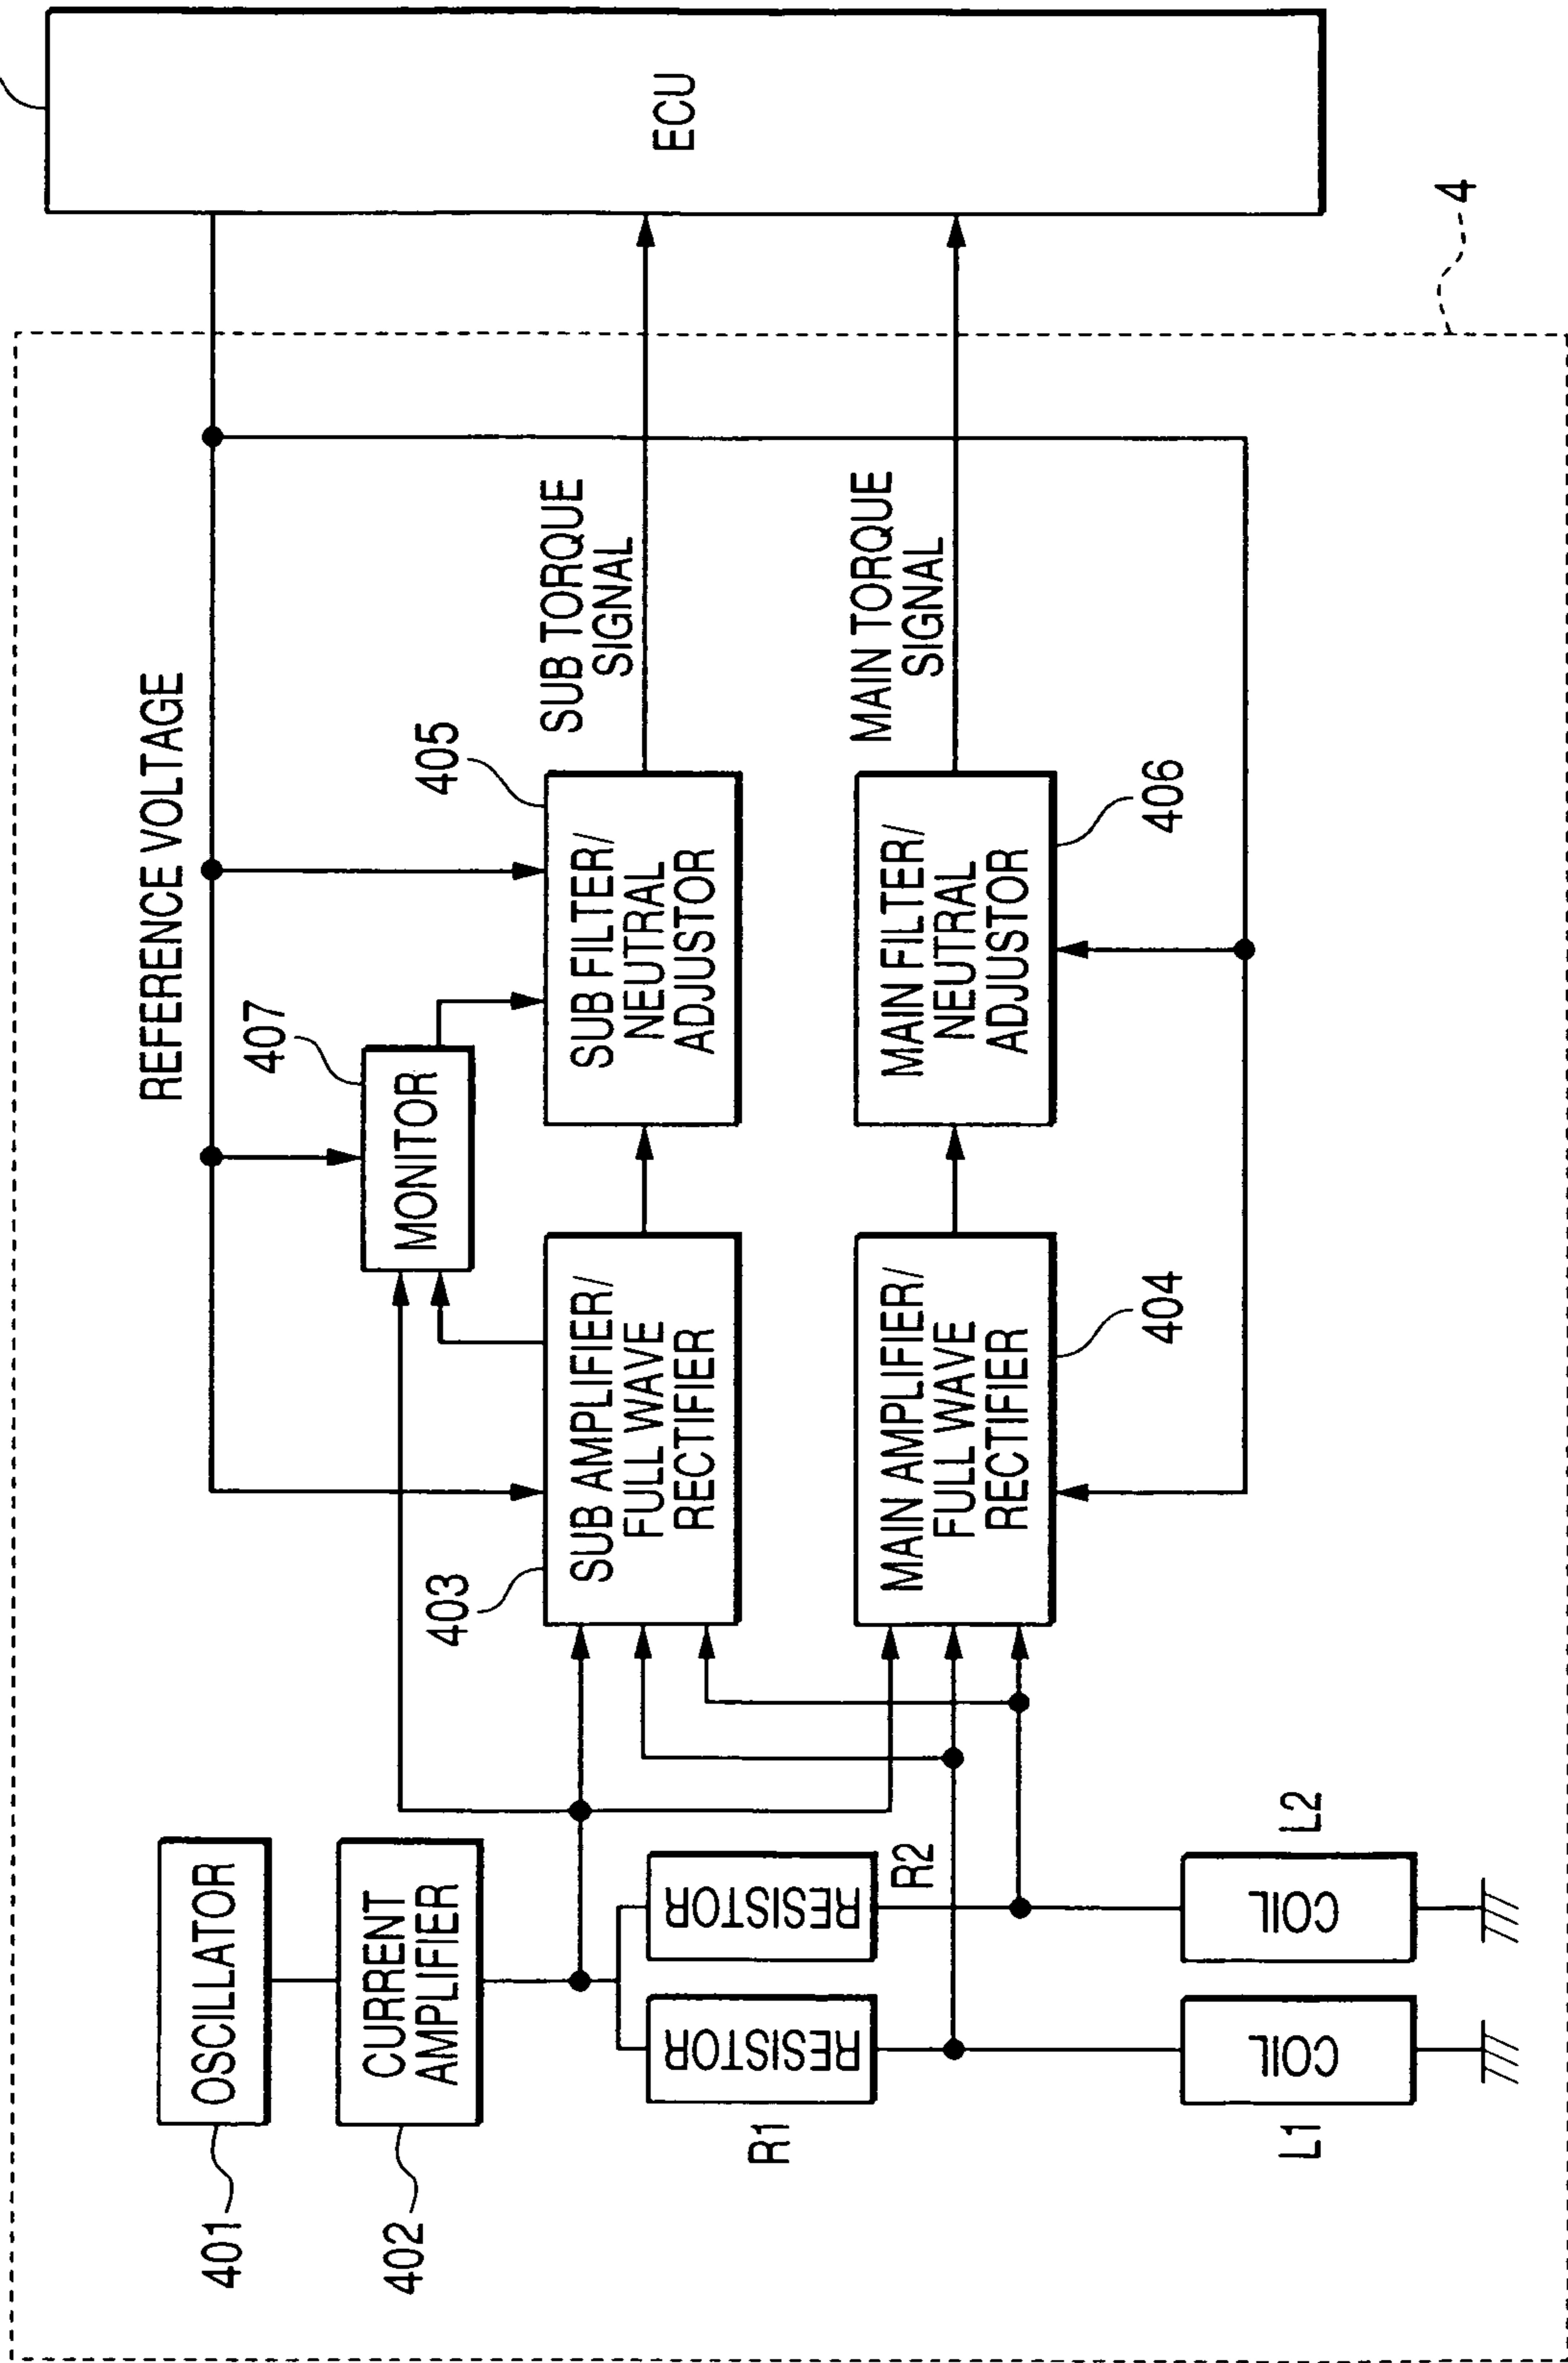 ECU
4
REFERENCE VOLTAGE
SUB TORQUE
SIGNAL
MAIN TORQUE
SIGNAL
407
MONITOR
405
SUB FILTER/
NEUTRAL
ADJUSTOR
MAIN FILTER/
NEUTRAL
ADJUSTOR
406
403
SUB AMPLIFIER/
FULL WAVE
RECTIFIER
MAIN AMPLIFIER/
FULL WAVE
RECTIFIER
404
OSCILLATOR
401
CURRENT
AMPLIFIER
402
RESISTOR
R1
RESISTOR
R2
COIL
L1
COIL
L2